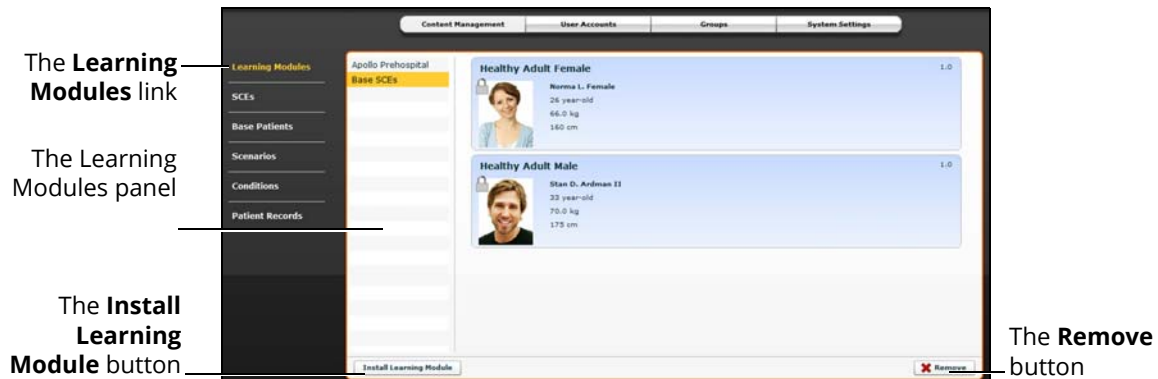 Content Management
User Accounts
Groups
System Settings
The Learning
Modules link
The Learning
Modules panel
The Install
Learning
Module button
Learning Modules
SCEs
Base Patients
Scenarios
Conditions
Patient Records
Apollo Prehospital
Base SCEs
Healthy Adult Female
1.0
Norma L. Female
26 year-old
66.0 kg
160 cm
Healthy Adult Male
1.0
Stan D. Ardman II
33 year-old
70.0 kg
175 cm
Install Learning Module
Remove
The Remove
button